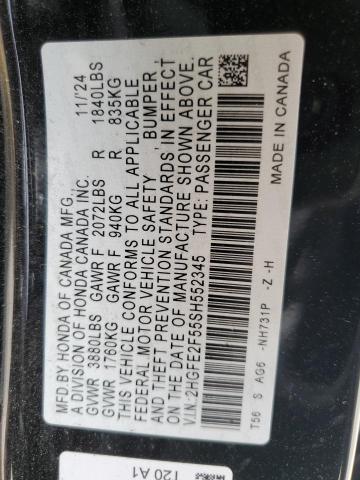 MFD BY HONDA OF CANADA MFG. 11/'24
A DIVISION OF HONDA CANADA INC.
GVWR 3880LBS GAWR F 2072LBS R 1840LBS
GVWR 1760KG GAWR F 940KG R 835KG
THIS VEHICLE CONFORMS TO ALL APPLICABLE
FEDERAL MOTOR VEHICLE SAFETY, BUMPER,
AND THEFT PREVENTION STANDARDS IN EFFECT
ON THE DATE OF MANUFACTURE SHOWN ABOVE.
V.I.N:2HGFE2F55SH552345 TYPE: PASSENGER CAR
T56 S AG6 -NH731P -Z -H
MADE IN CANADA
T20 A1